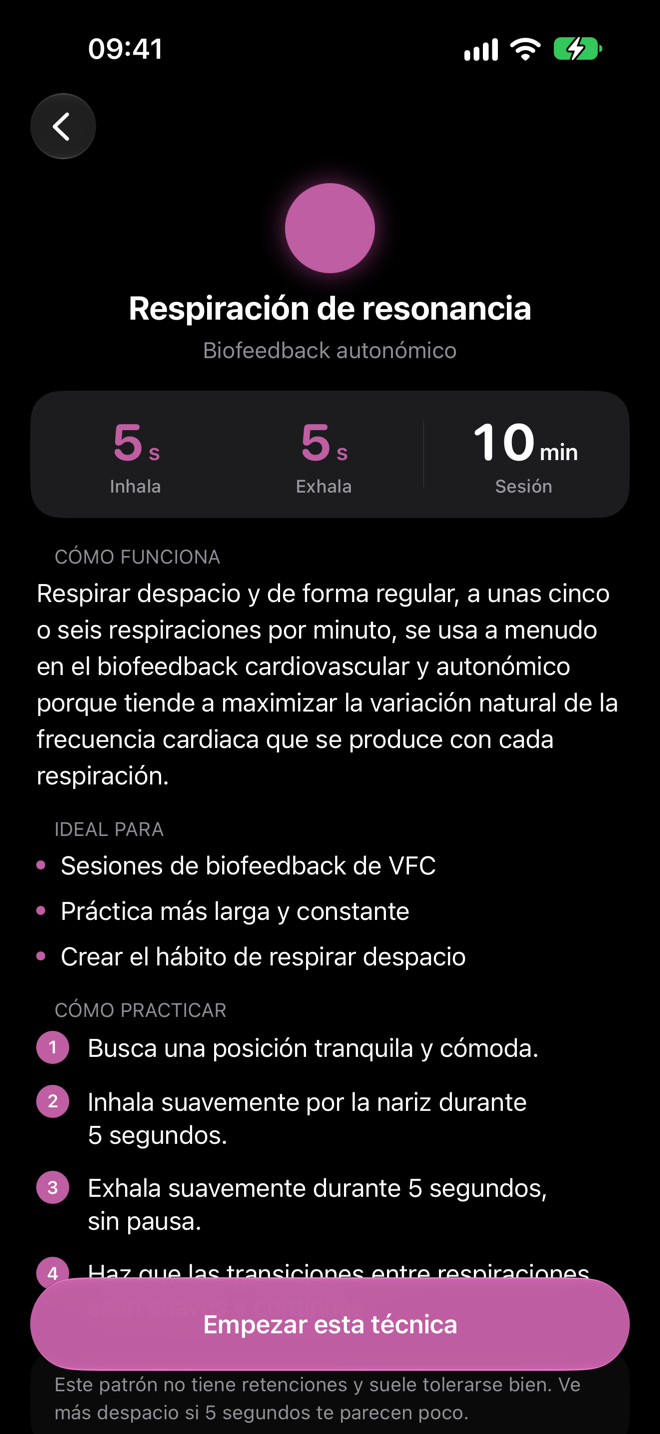 09:41
Respiración de resonancia
Biofeedback autonómico
5 s
Inhala
5 s
Exhala
10 min
Sesión
CÓMO FUNCIONA
Respirar despacio y de forma regular, a unas cinco
o seis respiraciones por minuto, se usa a menudo
en el biofeedback cardiovascular y autonómico
porque tiende a maximizar la variación natural de la
frecuencia cardiaca que se produce con cada
respiración.
IDEAL PARA
Sesiones de biofeedback de VFC
Práctica más larga y constante
Crear el hábito de respirar despacio
CÓMO PRACTICAR
1 Busca una posición tranquila y cómoda.
2 Inhala suavemente por la nariz durante
5 segundos.
3 Exhala suavemente durante 5 segundos,
sin pausa.
4 Haz que las transiciones entre respiraciones
Empezar esta técnica
Este patrón no tiene retenciones y suele tolerarse bien. Ve
más despacio si 5 segundos te parecen poco.